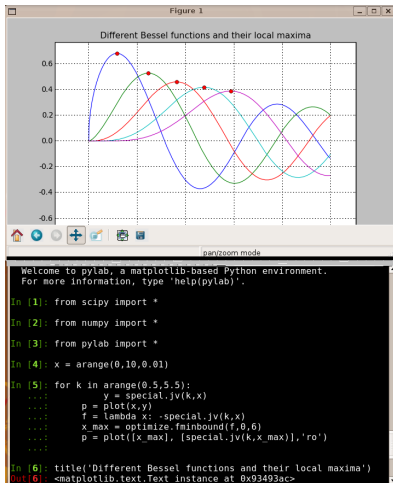 Figure 1
Different Bessel functions and their local maxima
0.6
0.4
0.2
0.0
-0.2
-0.4
-0.6
pan/zoom mode
Welcome to pylab, a matplotlib-based Python environment.
For more information, type 'help(pylab)'.
In [1]: from scipy import *
In [2]: from numpy import *
In [3]: from pylab import *
In [4]: x = arange(0,10,0.01)
In [5]: for k in arange(0.5,5.5):
...: y = special.jv(k,x)
...: p = plot(x,y)
...: f = lambda x: -special.jv(k,x)
...: x_max = optimize.fminbound(f,0,6)
...: p = plot([x_max], [special.jv(k,x_max)],'ro')
...:
In [6]: title('Different Bessel functions and their local maxima')
Out[6]: <matplotlib.text.Text instance at 0x93493ac>